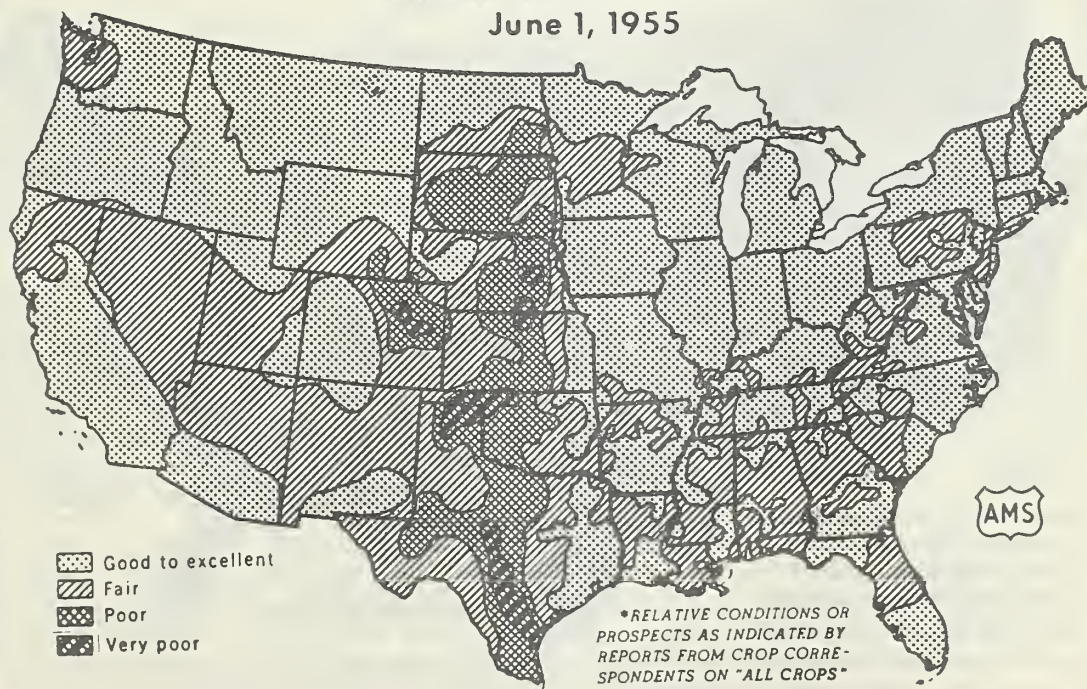 June 1, 1955
AMS
Good to excellent
Fair
Poor
Very poor
*RELATIVE CONDITIONS OR
PROSPECTS AS INDICATED BY
REPORTS FROM CROP CORRE-
SPONDENTS ON "ALL CROPS"